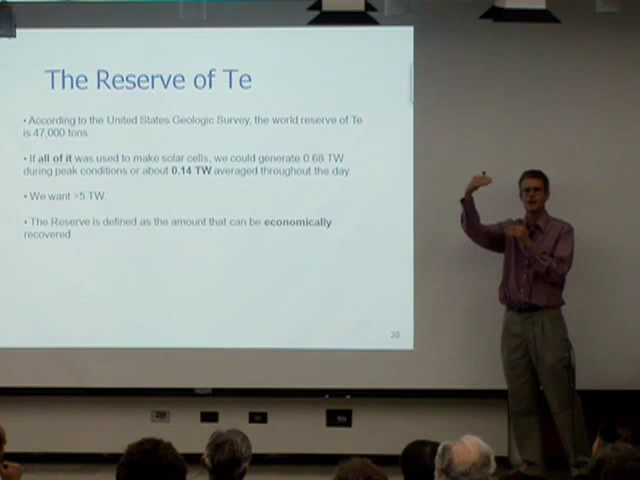 The Reserve of Te
• According to the United States Geologic Survey, the world reserve of Te
is 47,000 tons
• If all of it was used to make solar cells, we could generate 0.68 TW
during peak conditions or about 0.14 TW averaged throughout the day.
• We want >5 TW.
• The Reserve is defined as the amount that can be economically
recovered
20